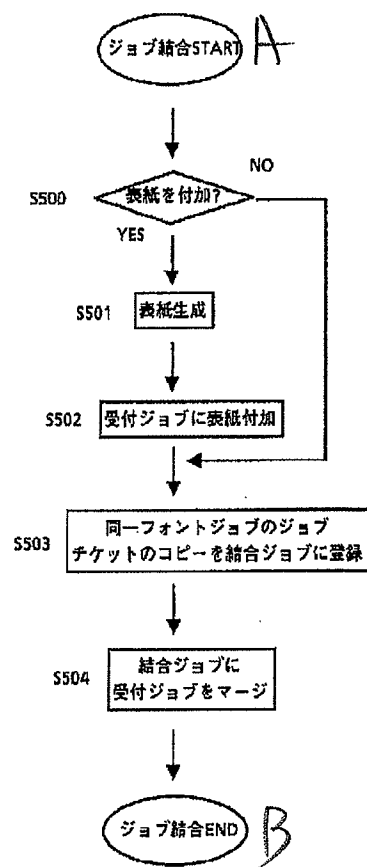 ジョブ結合START A
NO
S500 表紙を付加?
YES
S501 表紙生成
S502 受付ジョブに表紙付加
同一フォントジョブのジョブ
S503 チケットのコピーを結合ジョブに登録
結合ジョブに
S504 受付ジョブをマージ
ジョブ結合END B